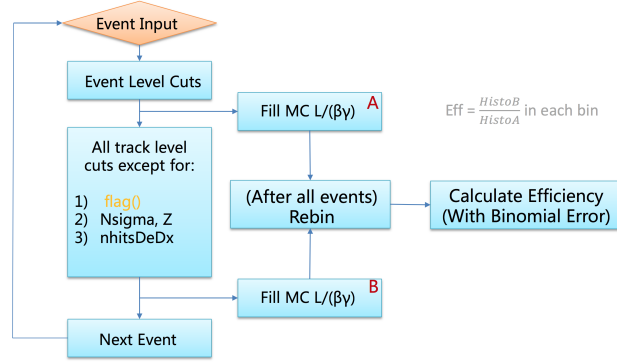 Event Input
Event Level Cuts
Fill MC L/(βγ)
A
Eff = HistoB/HistoA in each bin
All track level
cuts except for:
1) flag()
2) Nsigma, Z
3) nhitsDeDx
(After all events)
Rebin
Calculate Efficiency
(With Binomial Error)
Fill MC L/(βγ)
B
Next Event